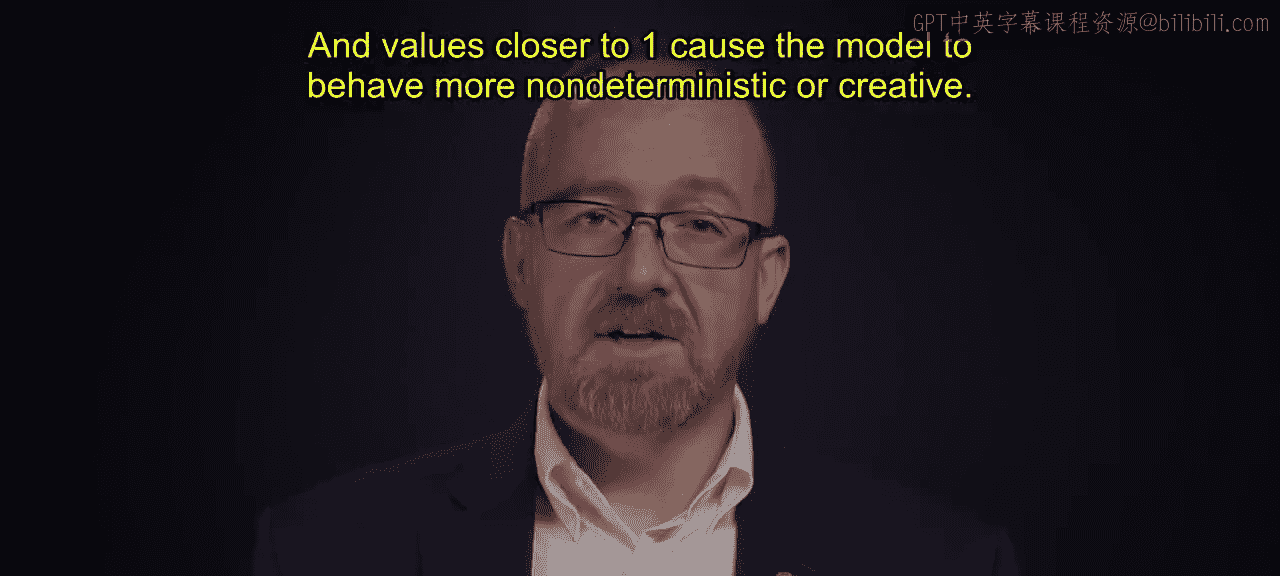 GPT中英字幕课程资源@bilibili.com
And values closer to 1 cause the model to
behave more nondeterministic or creative.